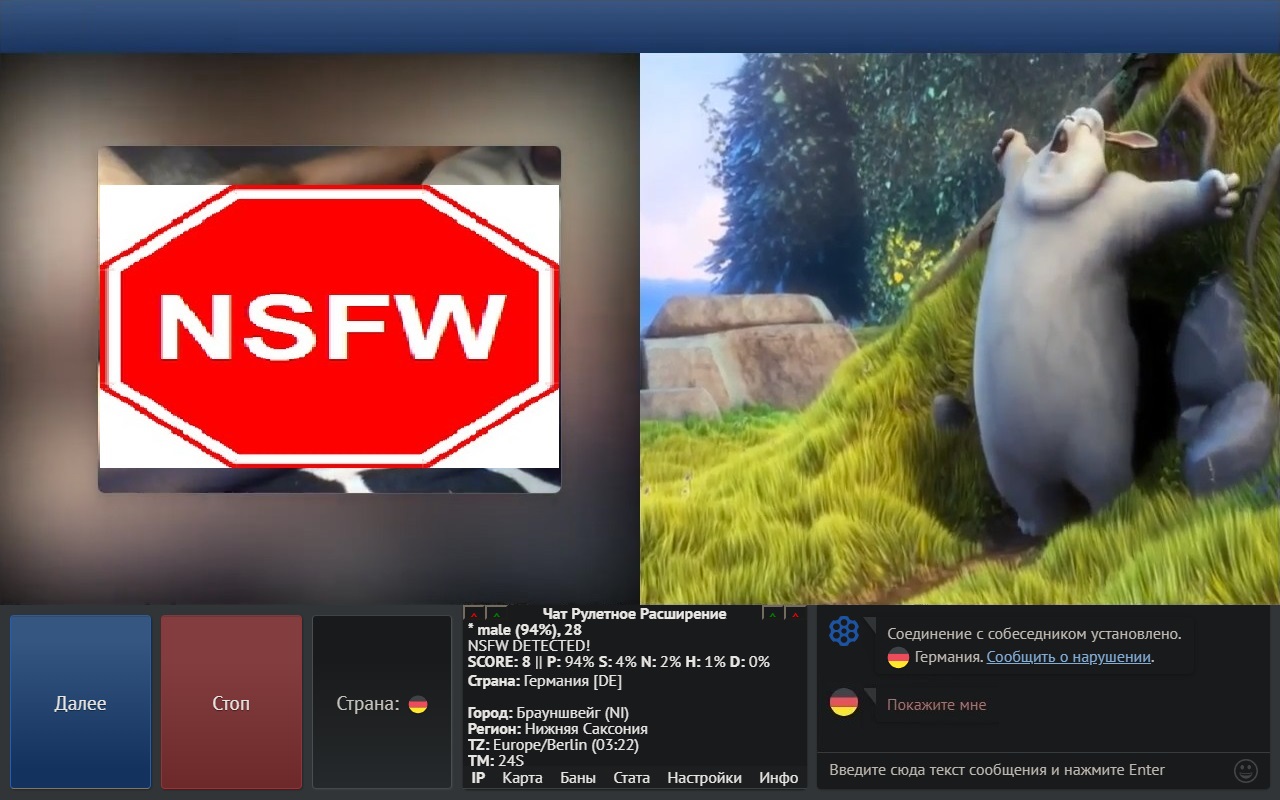 NSFW
Далее
Стоп
Страна:
Чат Рулетное Расширение
* male (94%), 28
NSFW DETECTED!
SCORE: 8 || P: 94% S: 4% N: 2% H: 1% D: 0%
Страна: Германия [DE]
Город: Брауншвейг (NI)
Регион: Нижняя Саксония
TZ: Europe/Berlin (03:22)
TM: 24S
IP Карта Баны Стата Настройки Инфо
Соединение с собеседником установлено.
Германия. Сообщить о нарушении.
Покажите мне
Введите сюда текст сообщения и нажмите Enter